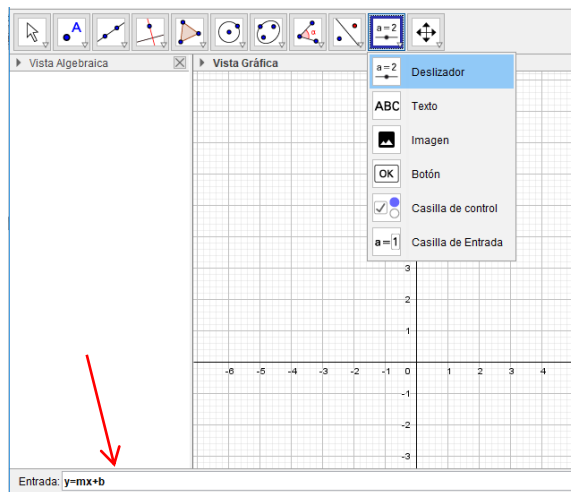 A
α
a=2
Vista Algebraica
Vista Gráfica
a=2 Deslizador
ABC Texto
Imagen
OK Botón
Casilla de control
a=1 Casilla de Entrada
3
2
1
-6 -5 -4 -3 -2 -1 0 1 2 3 4
-1
-2
-3
Entrada: y=mx+b